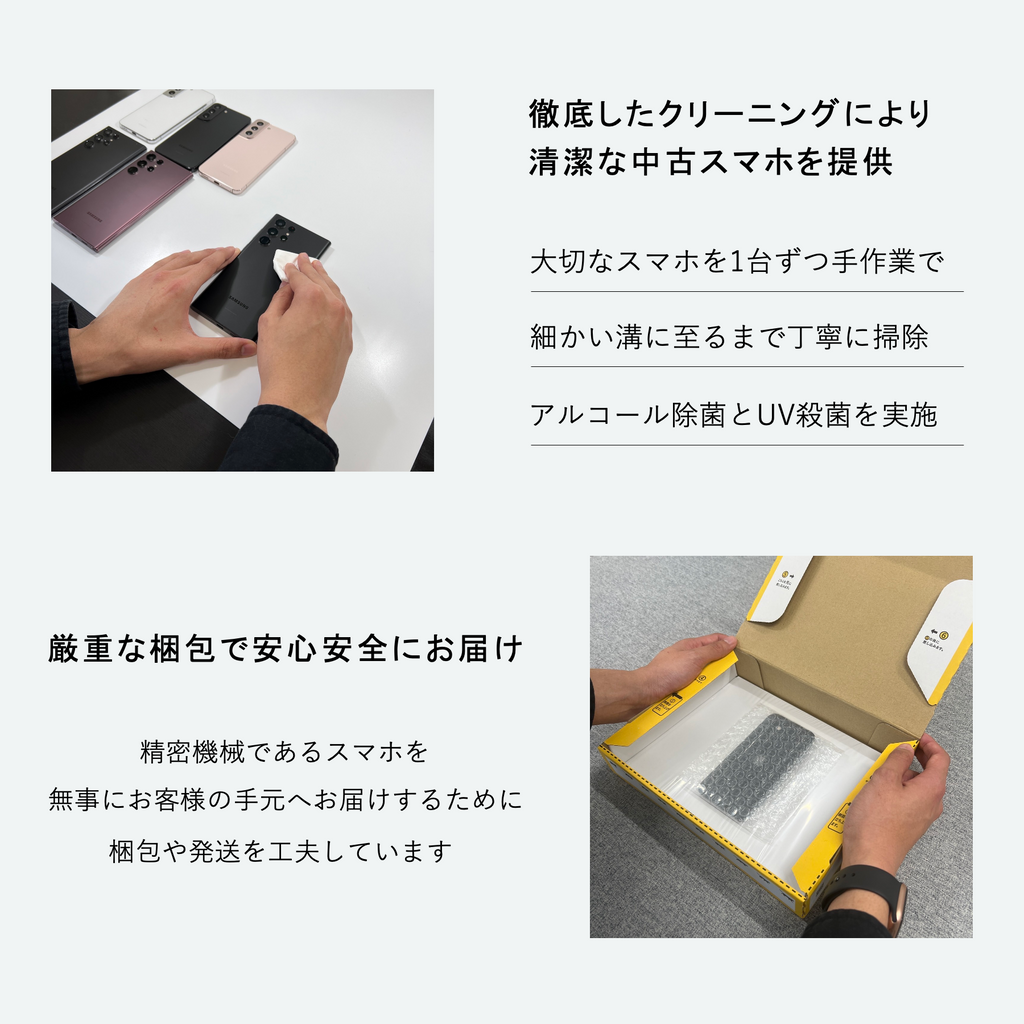 徹底したクリーニングにより
清潔な中古スマホを提供
大切なスマホを1台ずつ手作業で
細かい溝に至るまで丁寧に掃除
アルコール除菌とUV殺菌を実施
SAMSUNG
厳重な梱包で安心安全にお届け
精密機械であるスマホを
無事にお客様の手元へお届けするために
梱包や発送を工夫しています